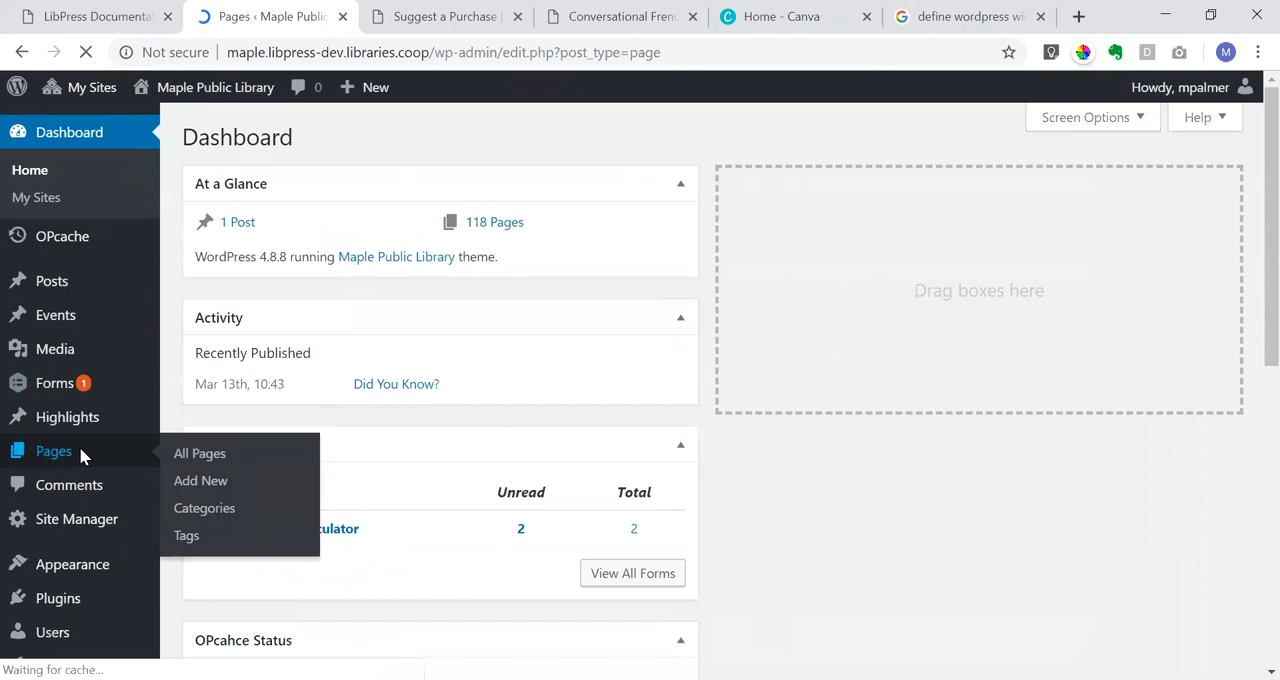 LibPress Documenta
Pages ‹ Maple Public
Suggest a Purchase
Conversational Frenc
Home - Canva
define wordpress wi
Not secure
maple.libpress-dev.libraries.coop/wp-admin/edit.php?post_type=page
D
M
My Sites
Maple Public Library
0
New
Howdy, mpalmer
Dashboard
Home
My Sites
OPcache
Posts
Events
Media
Forms 1
Highlights
Pages
Comments
Site Manager
Appearance
Plugins
Users
All Pages
Add New
Categories
Tags
Dashboard
Screen Options
Help
At a Glance
1 Post
118 Pages
WordPress 4.8.8 running Maple Public Library theme.
Activity
Recently Published
Mar 13th, 10:43
Did You Know?
Unread
Total
culator
2
2
View All Forms
OPcahce Status
Drag boxes here
Waiting for cache...